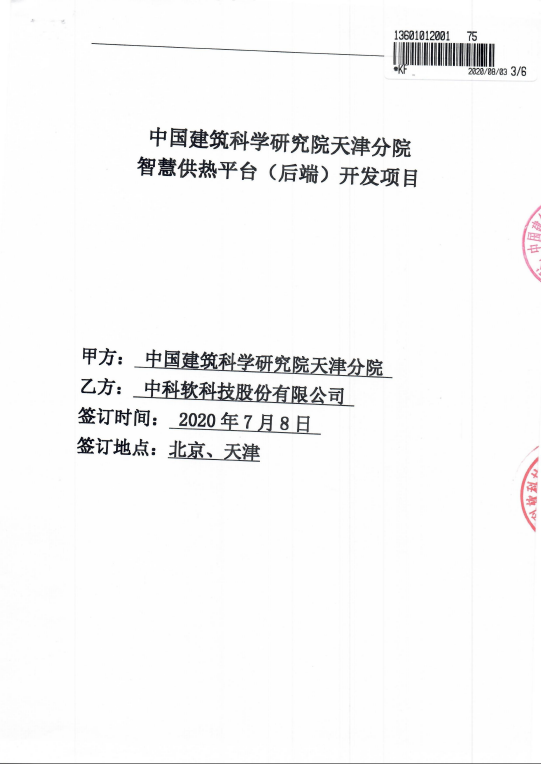 13601012001 75
2020/08/03 3/6
中国建筑科学研究院天津分院
智慧供热平台（后端）开发项目
甲方： 中国建筑科学研究院天津分院
乙方： 中科软科技股份有限公司
签订时间： 2020 年 7 月 8 日
签订地点：北京、天津